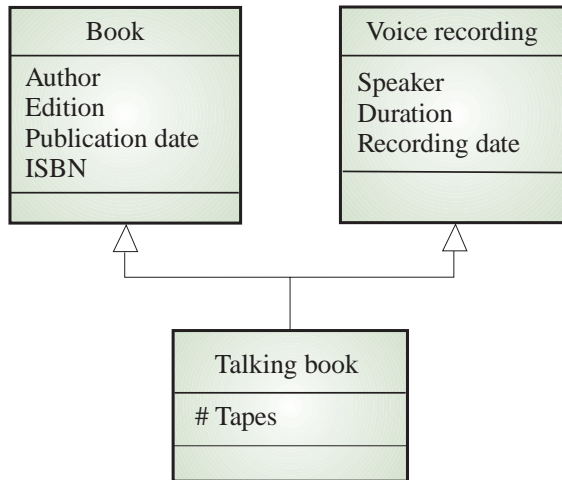 Book
Author
Edition
Publication date
ISBN
Voice recording
Speaker
Duration
Recording date
Talking book
# Tapes